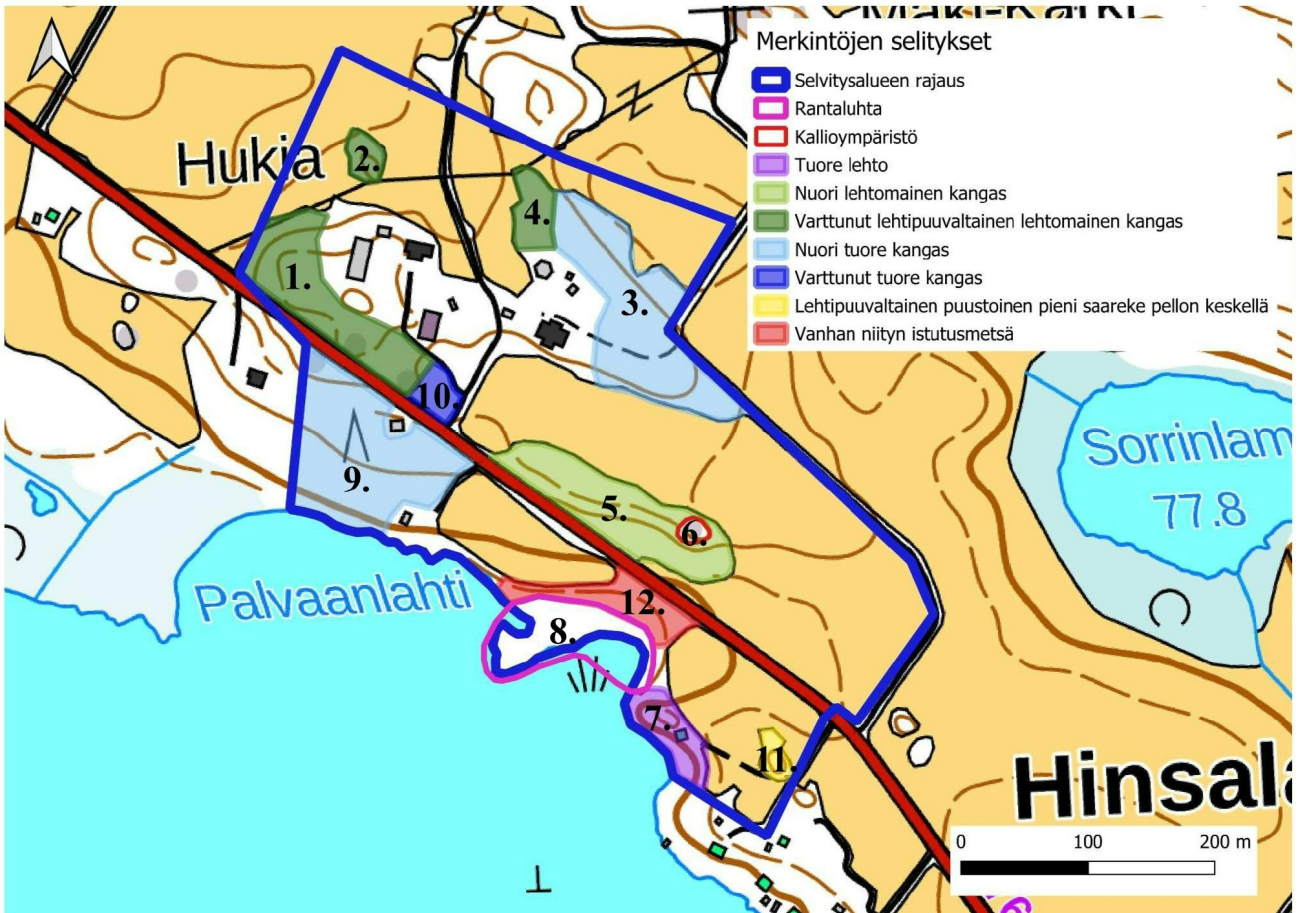 Mäki-Kärki
Merkintöjen selitykset
Selvitysalueen rajaus
Rantaluhta
Kallioympäristö
Tuore lehto
Nuori lehtomainen kangas
Varttunut lehtipuuvaltainen lehtomainen kangas
Nuori tuore kangas
Varttunut tuore kangas
Lehtipuuvaltainen puustoinen pieni saareke pellon keskellä
Vanhan niityn istutusmetsä
Hukia
2.
4.
1.
3.
10.
9.
5.
6.
Sorrinlam
77.8
Palvaanlahti
12.
8.
7.
11.
Hinsala
0 100 200 m